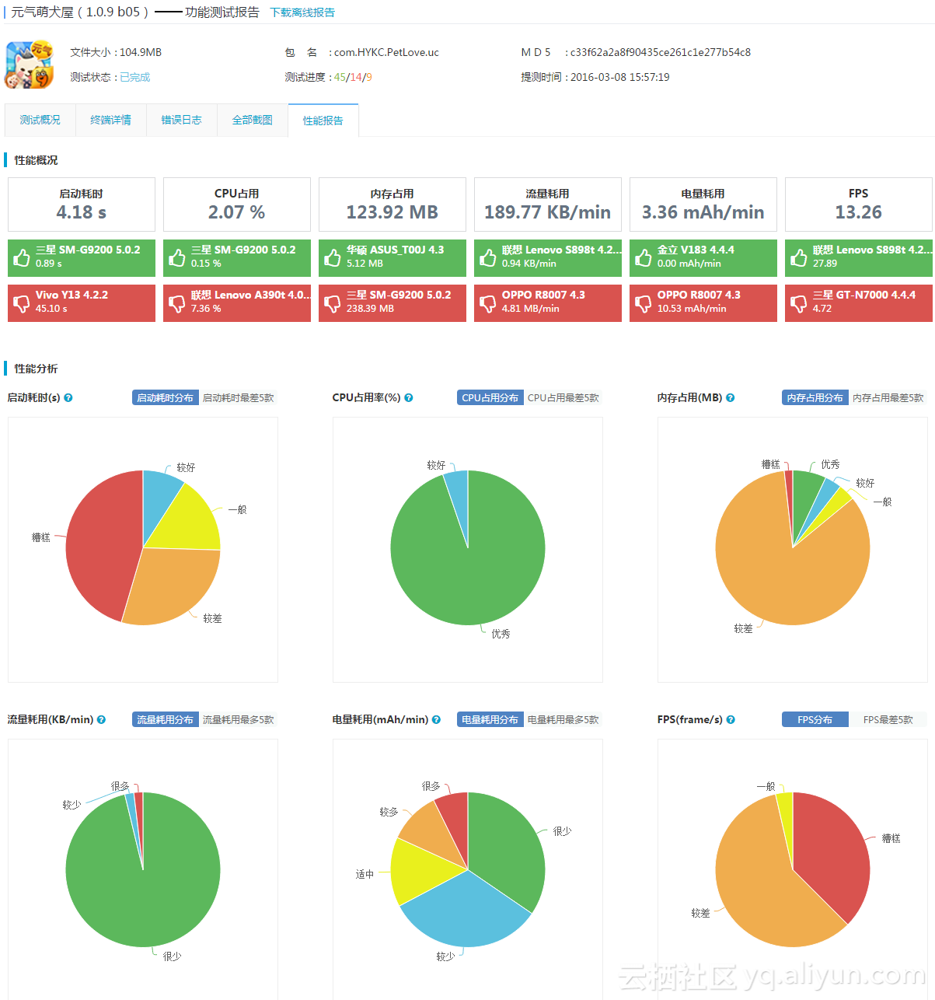 元气萌犬屋 ( 1.0.9 b05 ) —— 功能测试报告 下载离线报告
元气
文件大小 : 104.9MB 包 名 : com.HYKC.PetLove.uc M D 5 : c33f62a2a8f90435ce261c1e277b54c8
测试状态 : 已完成 测试进度 : 45/14/9 提测时间 : 2016-03-08 15:57:19
测试概况 终端详情 错误日志 全部截图 性能报告
性能概况
启动耗时 CPU占用 内存占用 流量耗用 电量耗用 FPS
4.18 s 2.07 % 123.92 MB 189.77 KB/min 3.36 mAh/min 13.26
三星 SM-G9200 5.0.2 三星 SM-G9200 5.0.2 华硕 ASUS_T00J 4.3 联想 Lenovo S898t 4.2... 金立 V183 4.4.4 联想 Lenovo S898t 4.2...
0.89 s 0.15 % 5.12 MB 0.94 KB/min 0.00 mAh/min 27.89
Vivo Y13 4.2.2 联想 Lenovo A390t 4.0... 三星 SM-G9200 5.0.2 OPPO R8007 4.3 OPPO R8007 4.3 三星 GT-N7000 4.4.4
45.10 s 7.36 % 238.39 MB 4.81 MB/min 10.53 mAh/min 4.72
性能分析
启动耗时(s) ? 启动耗时分布 启动耗时最差5款 CPU占用率(%) ? CPU占用分布 CPU占用最差5款 内存占用(MB) ? 内存占用分布 内存占用最差5款
较好
一般
糟糕
较差
较好
优秀
糟糕 优秀
较好
一般
较差
流量耗用(KB/min) ? 流量耗用分布 流量耗用最多5款 电量耗用(mAh/min) ? 电量耗用分布 电量耗用最多5款 FPS(frame/s) ? FPS分布 FPS最差5款
很多
较少
很少
很多
较多
很少
适中
较少
一般
糟糕
较差
云栖社区 yq.aliyun.com